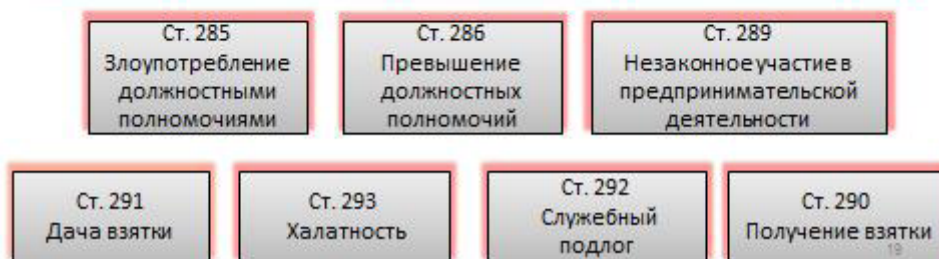 Ст. 285
Злоупотребление
должностными
полномочиями
Ст. 286
Превышение
должностных
полномочий
Ст. 289
Незаконное участие в
предпринимательской
деятельности
Ст. 291
Дача взятки
Ст. 293
Халатность
Ст. 292
Служебный
подлог
Ст. 290
Получение взятки
19